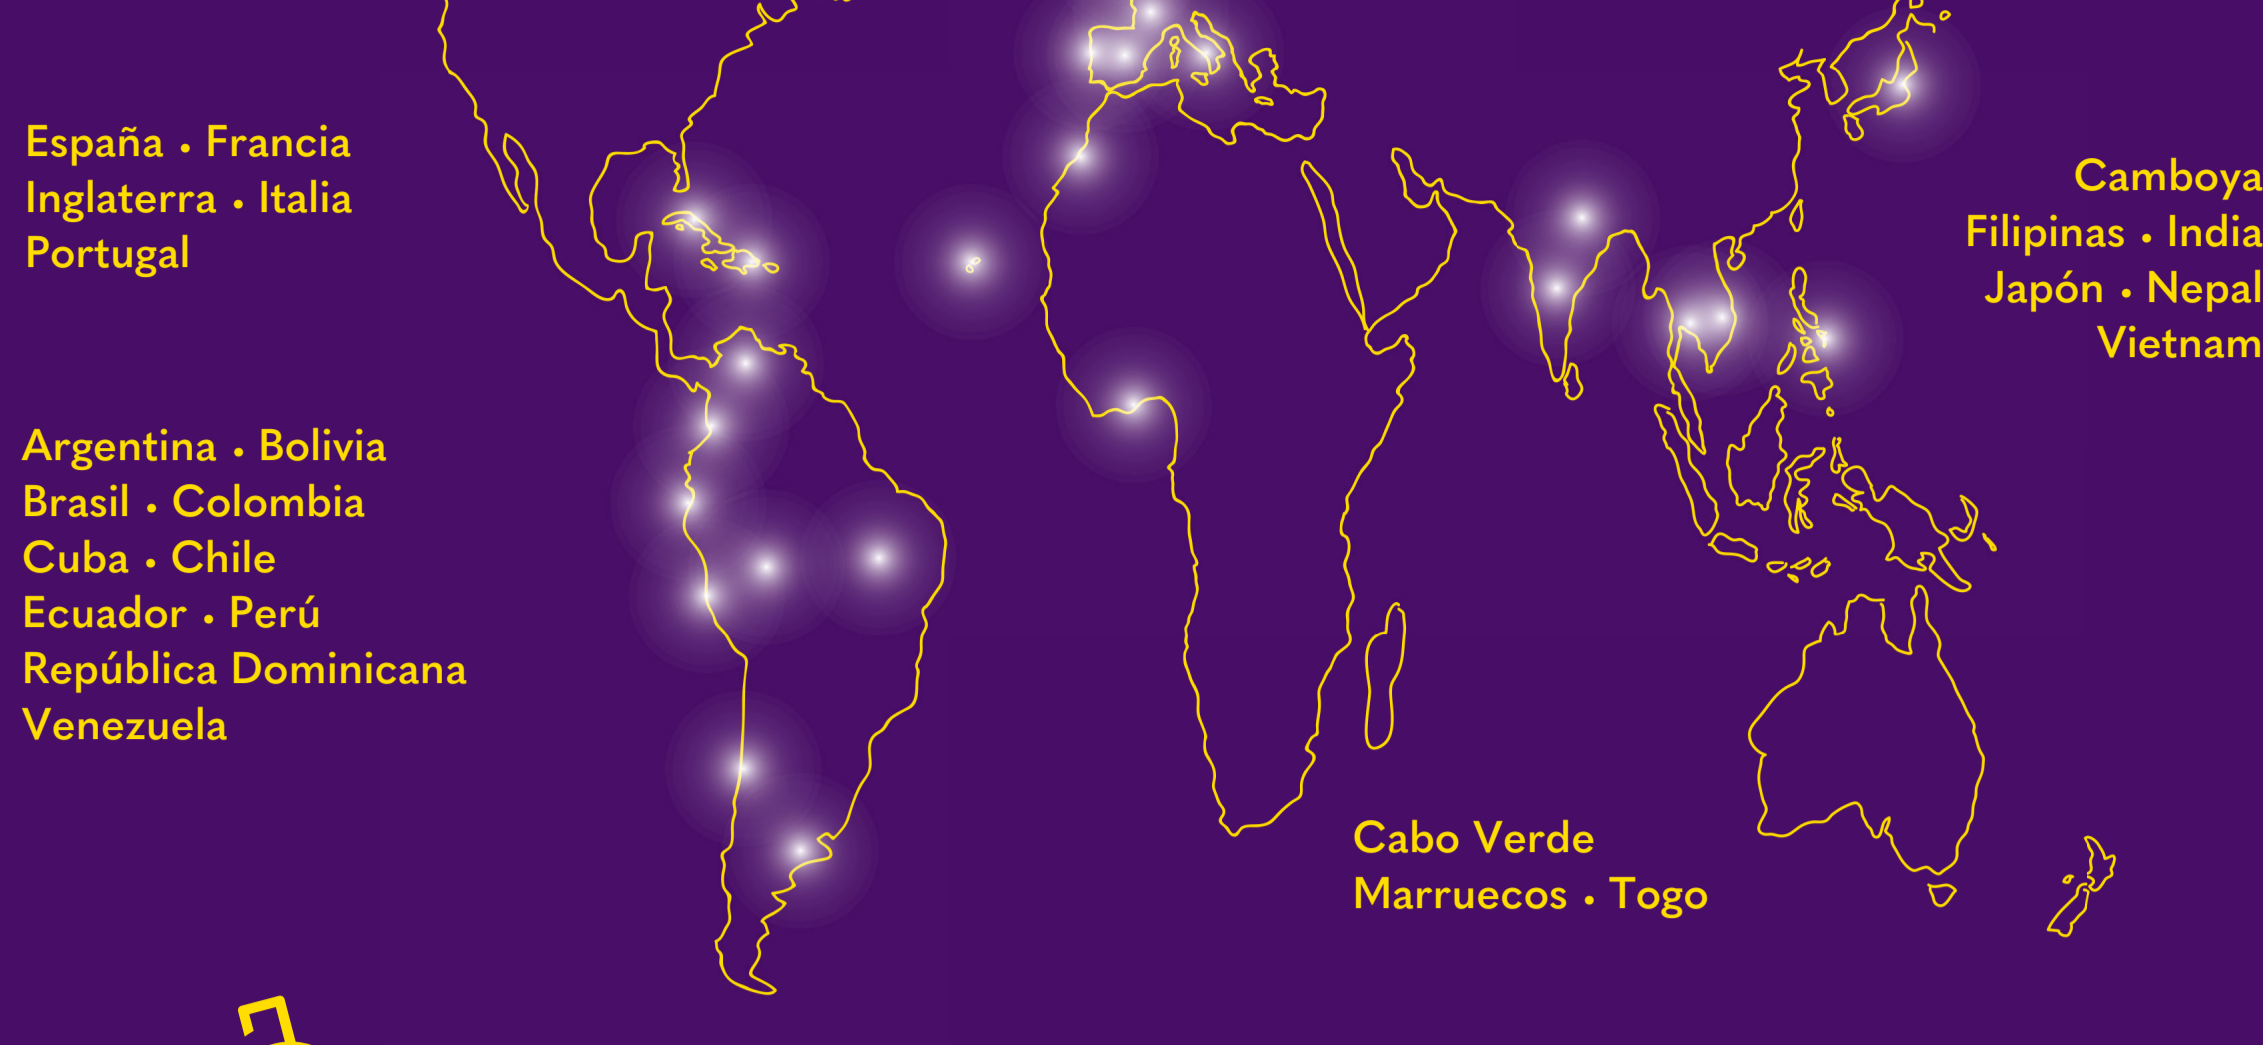 España • Francia
Inglaterra • Italia
Portugal
Argentina • Bolivia
Brasil • Colombia
Cuba • Chile
Ecuador • Perú
República Dominicana
Venezuela
Camboya
Filipinas • India
Japón • Nepal
Vietnam
Cabo Verde
Marruecos • Togo